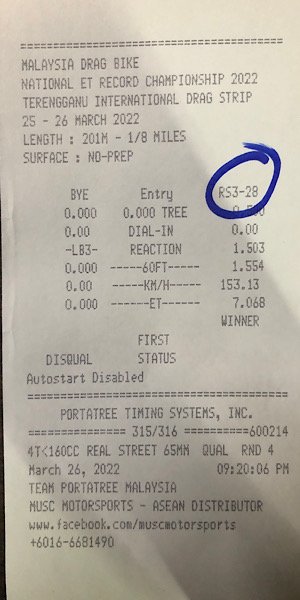 ==============================
MALAYSIA DRAG BIKE
NATIONAL ET RECORD CHAMPIONSHIP 2022
TERENGGANU INTERNATIONAL DRAG STRIP
25 - 26 MARCH 2022
LENGTH : 201M - 1/8 MILES
SURFACE : NO-PREP
==============================
BYE Entry RS3-28
0.000 0.000 TREE
0.00 DIAL-IN 0.00
-LB3- REACTION 1.503
0.000 -----60FT----- 1.554
0.00 -----KM/H----- 153.13
0.000 ------ET------ 7.068
WINNER
FIRST
DISQUAL STATUS
Autostart Disabled
==============================
PORTATREE TIMING SYSTEMS, INC.
============== 315/316 ==========600214
4T<160CC REAL STREET 65MM QUAL RND 4
March 26, 2022 09:20:06 PM
TEAM PORTATREE MALAYSIA
MUSC MOTORSPORTS - ASEAN DISTRIBUTOR
www.facebook.com/muscmotorsports
+6016-6681490